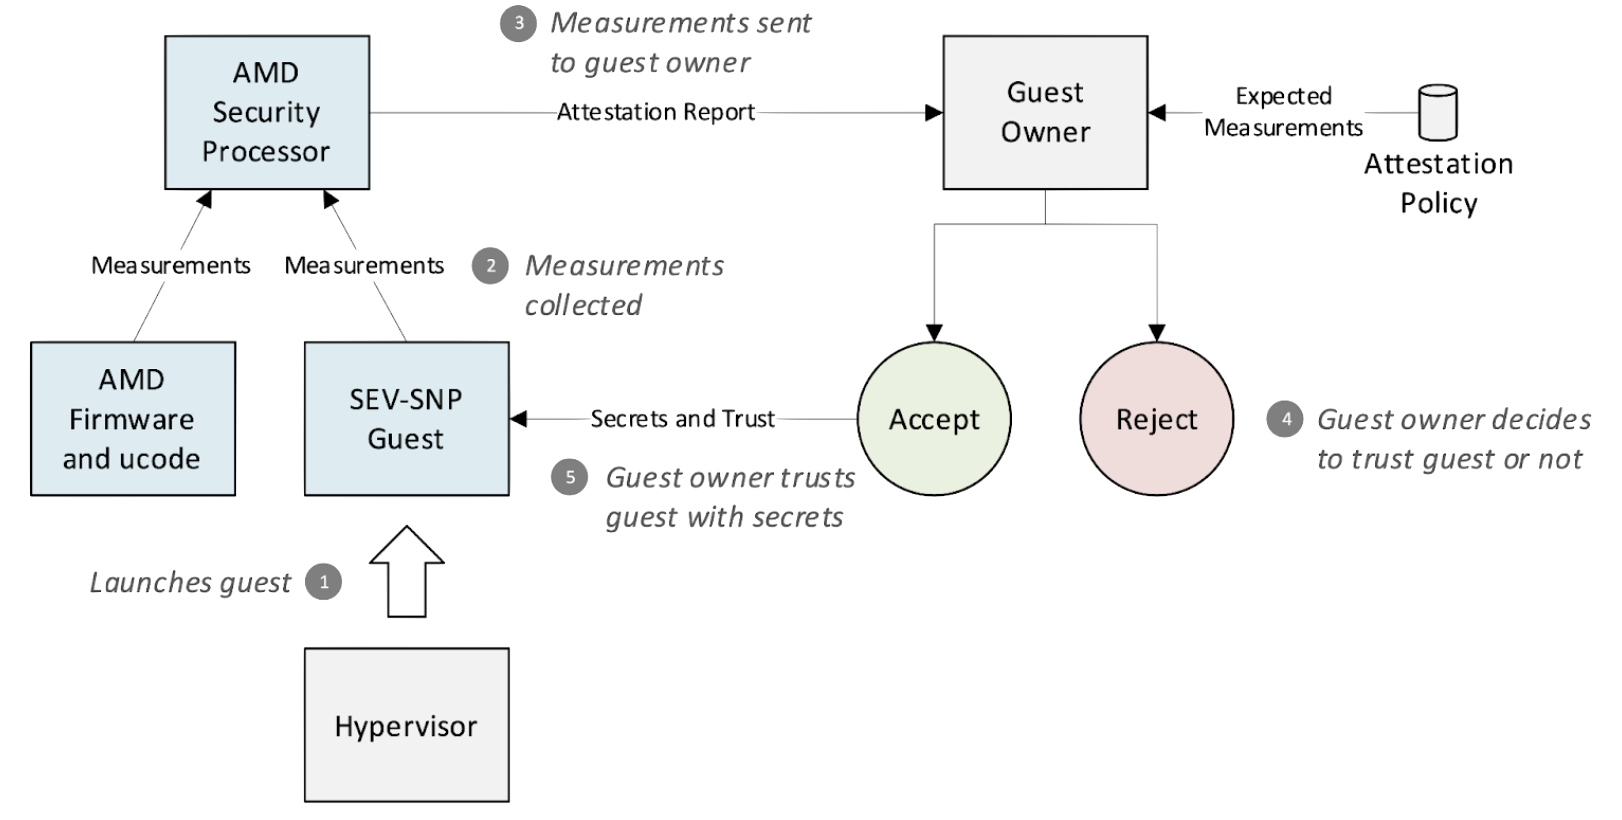 3
Measurements sent
to guest owner
AMD
Security
Processor
Attestation Report
Guest
Owner
Expected
Measurements
Attestation
Policy
Measurements
Measurements
2
Measurements
collected
AMD
Firmware
and ucode
SEV-SNP
Guest
Secrets and Trust
Accept
Reject
4
Guest owner decides
to trust guest or not
5
Guest owner trusts
guest with secrets
Launches guest
1
Hypervisor